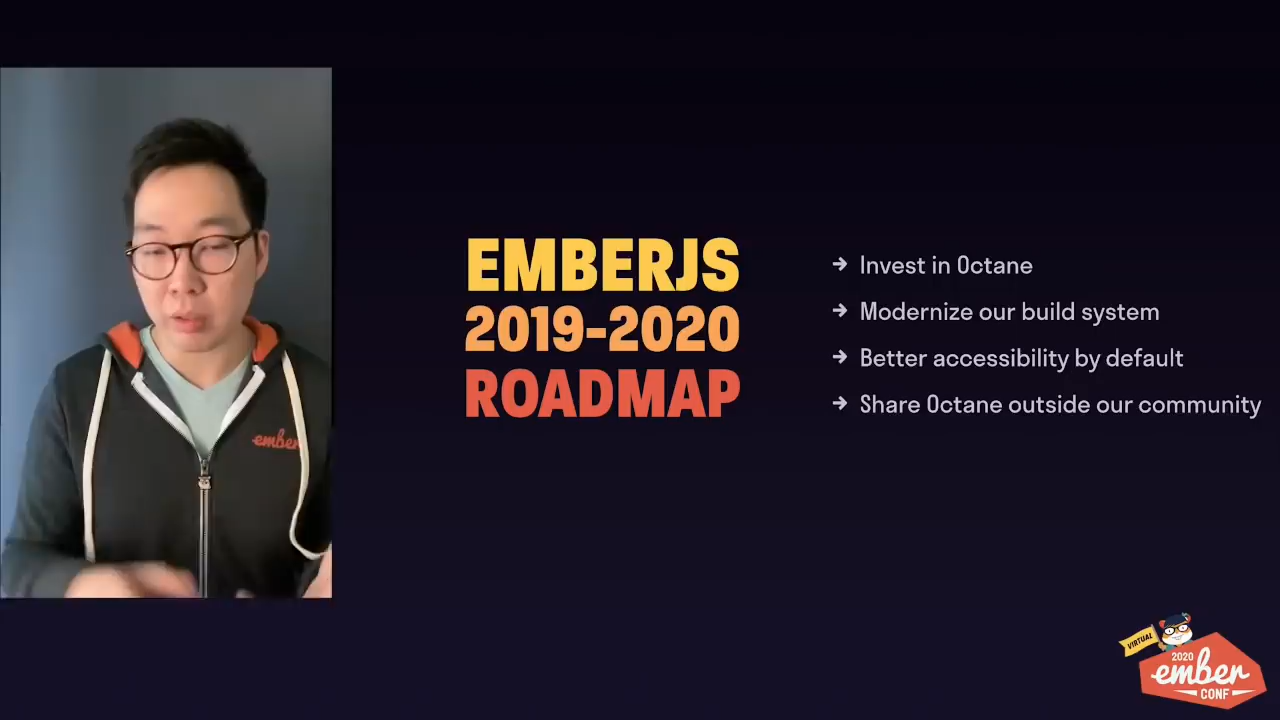 EMBERJS
2019-2020
ROADMAP
→ Invest in Octane
→ Modernize our build system
→ Better accessibility by default
→ Share Octane outside our community
ember
VIRTUAL
2020
ember
CONF